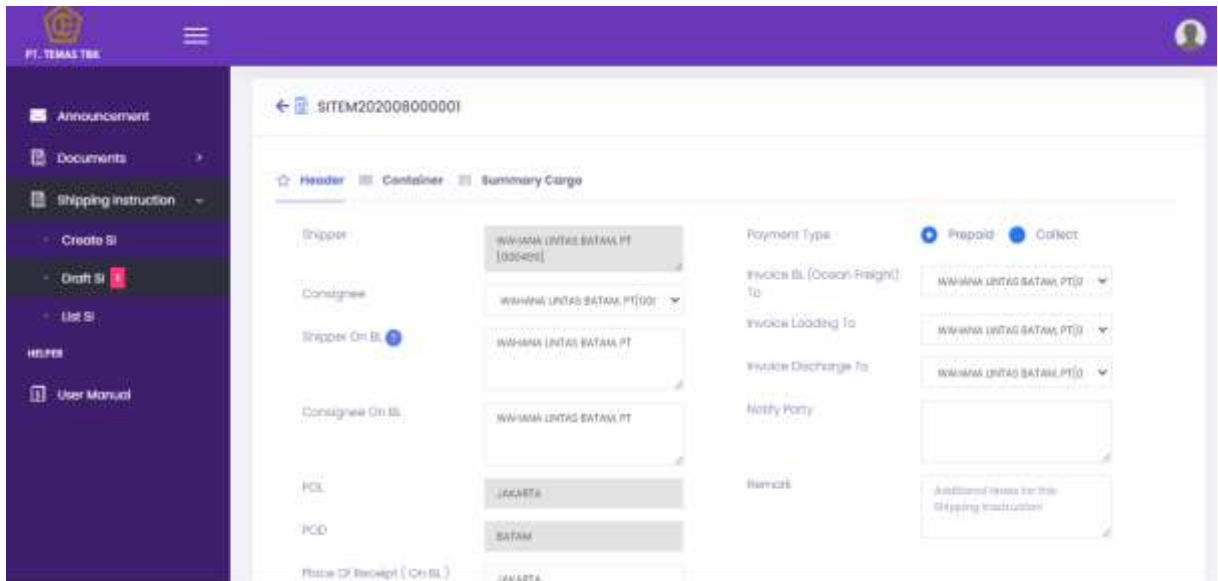 PT. TEMAS TBK
Announcement
Documents
Shipping Instruction
Create SI
Draft SI
List SI
HELPER
User Manual
SITEM202008000001
Header
Container
Summary Cargo
Shipper
WAHANA LINTAS BATAM, PT
Consignee
WAHANA LINTAS BATAM, PT
Shipper On BL
WAHANA LINTAS BATAM, PT
Consignee On BL
WAHANA LINTAS BATAM, PT
POL
JAKARTA
POD
BATAM
Place Of Receipt ( On BL )
JAKARTA
Payment Type
Prepaid
Collect
Invoice BL (Ocean Freight)
To
WAHANA LINTAS BATAM, PT
Invoice Loading To
WAHANA LINTAS BATAM, PT
Invoice Discharge To
WAHANA LINTAS BATAM, PT
Notify Party
Remark
Additional Notes for this
Shipping